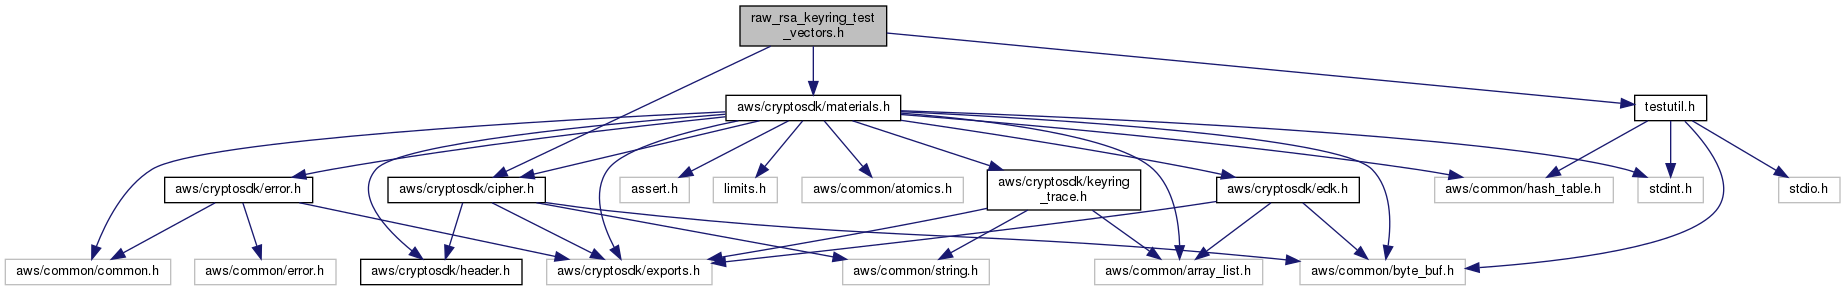 raw_rsa_keyring_test
_vectors.h
aws/cryptosdk/materials.h
testutil.h
aws/cryptosdk/error.h
aws/cryptosdk/cipher.h
assert.h
limits.h
aws/common/atomics.h
aws/cryptosdk/keyring
_trace.h
aws/cryptosdk/edk.h
aws/common/hash_table.h
stdint.h
stdio.h
aws/common/common.h
aws/common/error.h
aws/cryptosdk/header.h
aws/cryptosdk/exports.h
aws/common/string.h
aws/common/array_list.h
aws/common/byte_buf.h